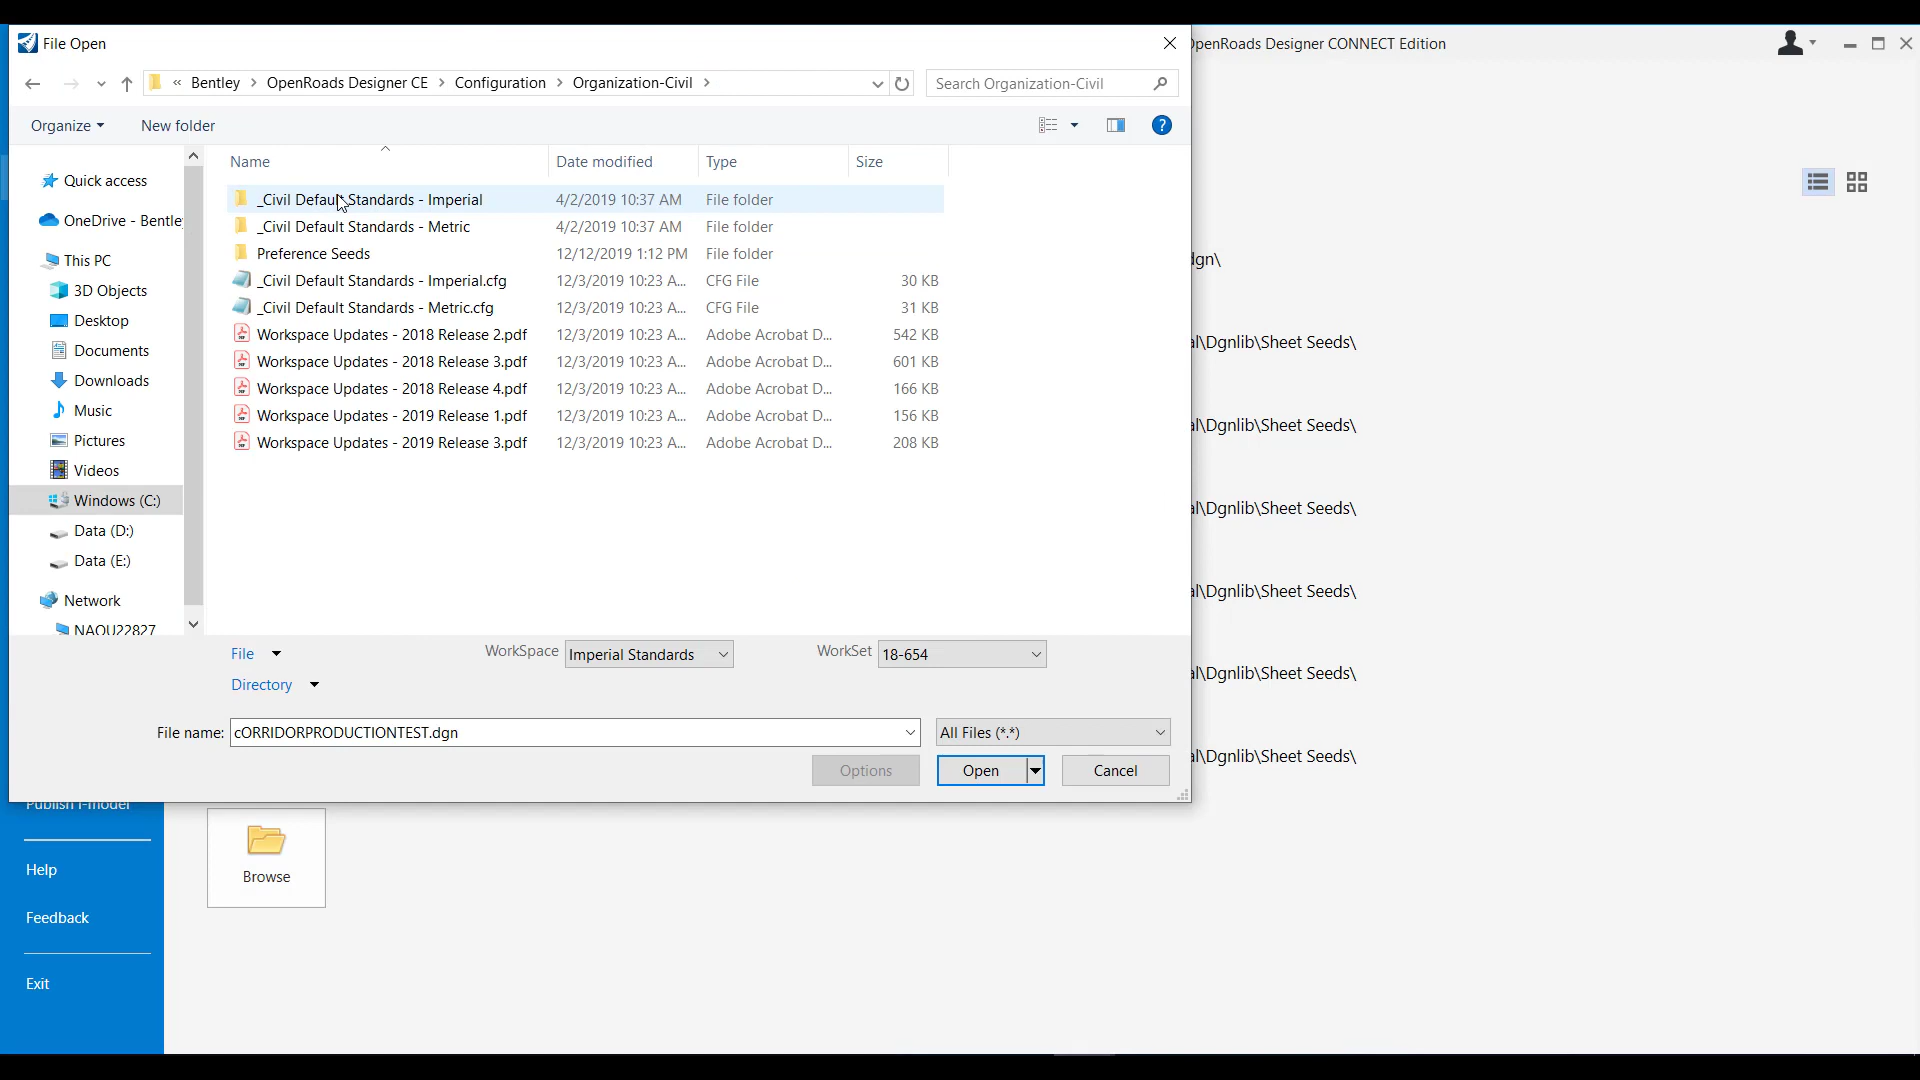 File Open
OpenRoads Designer CONNECT Edition
« Bentley > OpenRoads Designer CE > Configuration > Organization-Civil >
Search Organization-Civil
Organize
New folder
Name
Date modified
Type
Size
Quick access
OneDrive - Bentley
This PC
3D Objects
Desktop
Documents
Downloads
Music
Pictures
Videos
Windows (C:)
Data (D:)
Data (E:)
Network
NAOU22827
_Civil Default Standards - Imperial 4/2/2019 10:37 AM File folder
_Civil Default Standards - Metric 4/2/2019 10:37 AM File folder
Preference Seeds 12/12/2019 1:12 PM File folder
_Civil Default Standards - Imperial.cfg 12/3/2019 10:23 A... CFG File 30 KB
_Civil Default Standards - Metric.cfg 12/3/2019 10:23 A... CFG File 31 KB
Workspace Updates - 2018 Release 2.pdf 12/3/2019 10:23 A... Adobe Acrobat D... 542 KB
Workspace Updates - 2018 Release 3.pdf 12/3/2019 10:23 A... Adobe Acrobat D... 601 KB
Workspace Updates - 2018 Release 4.pdf 12/3/2019 10:23 A... Adobe Acrobat D... 166 KB
Workspace Updates - 2019 Release 1.pdf 12/3/2019 10:23 A... Adobe Acrobat D... 156 KB
Workspace Updates - 2019 Release 3.pdf 12/3/2019 10:23 A... Adobe Acrobat D... 208 KB
dgn\
al\Dgnlib\Sheet Seeds\
al\Dgnlib\Sheet Seeds\
al\Dgnlib\Sheet Seeds\
al\Dgnlib\Sheet Seeds\
al\Dgnlib\Sheet Seeds\
al\Dgnlib\Sheet Seeds\
File
WorkSpace Imperial Standards
WorkSet 18-654
Directory
File name: cORRIDORPRODUCTIONTEST.dgn
All Files (*.*)
Options
Open
Cancel
Publish i-model
Help
Feedback
Exit
Browse